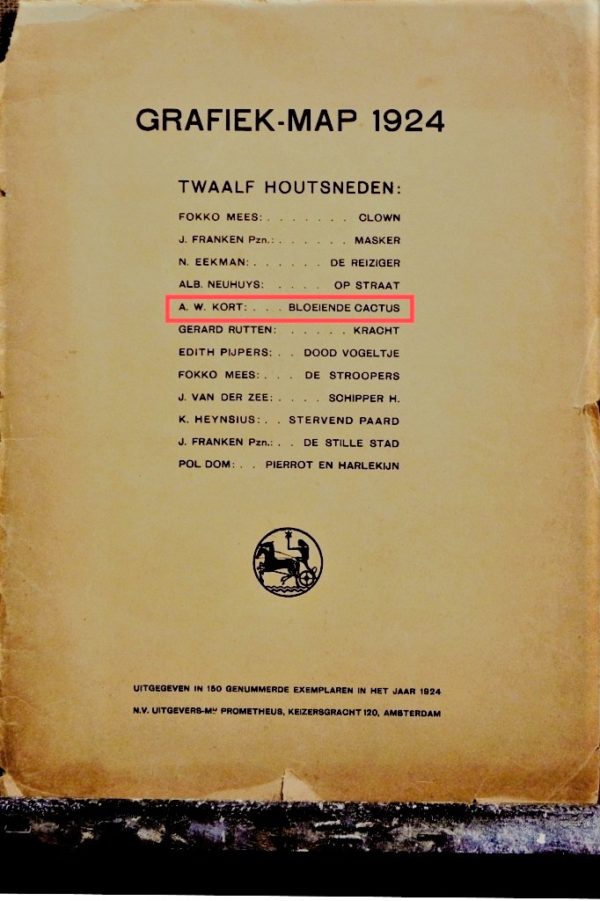 GRAFIEK-MAP 1924
TWAALF HOUTSNEDEN:
FOKKO MEES: . . . . . . . CLOWN
J. FRANKEN Pzn.: . . . . . . MASKER
N. EEKMAN: . . . . . . DE REIZIGER
ALB. NEUHUYS: . . . . OP STRAAT
A. W. KORT: . . . BLOEIENDE CACTUS
GERARD RUTTEN: . . . . . KRACHT
EDITH PIJPERS: . . DOOD VOGELTJE
FOKKO MEES: . . . DE STROOPERS
J. VAN DER ZEE: . . . . SCHIPPER H.
K. HEYNSIUS: . . STERVEND PAARD
J. FRANKEN Pzn.: . . DE STILLE STAD
POL DOM: . . PIERROT EN HARLEKIJN
UITGEGEVEN IN 150 GENUMMERDE EXEMPLAREN IN HET JAAR 1924
N.V. UITGEVERS-Mij PROMETHEUS, KEIZERSGRACHT 120, AMSTERDAM